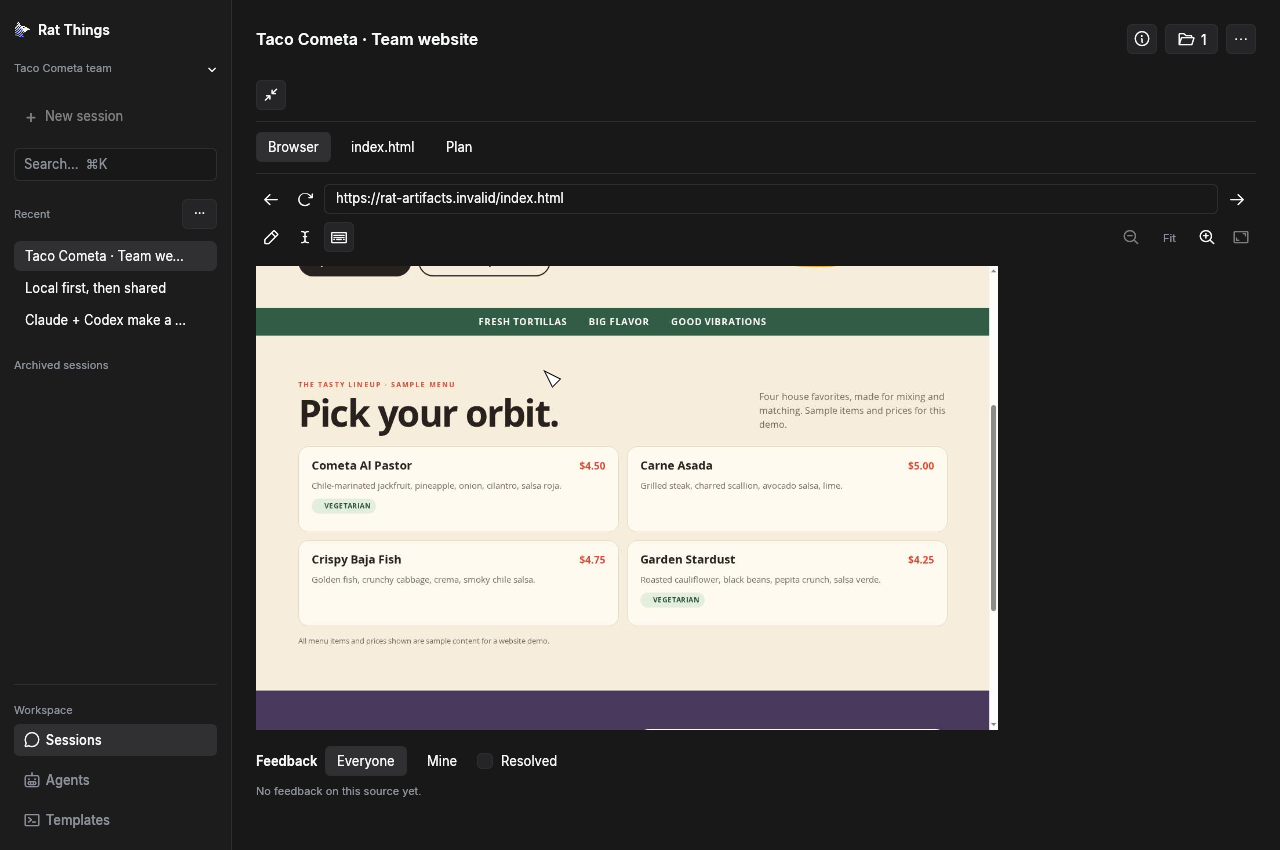 Rat Things
Taco Cometa · Team website
1
Taco Cometa team
New session
Search... ⌘K
Browser
index.html
Plan
https://rat-artifacts.invalid/index.html
Recent
Fit
Taco Cometa · Team we...
Local first, then shared
Claude + Codex make a ...
Archived sessions
FRESH TORTILLAS BIG FLAVOR GOOD VIBRATIONS
THE TASTY LINEUP · SAMPLE MENU
Pick your orbit.
Four house favorites, made for mixing and
matching. Sample items and prices for this
demo.
Cometa Al Pastor $4.50
Chile-marinated jackfruit, pineapple, onion, cilantro, salsa roja.
VEGETARIAN
Carne Asada $5.00
Grilled steak, charred scallion, avocado salsa, lime.
Crispy Baja Fish $4.75
Golden fish, crunchy cabbage, crema, smoky chile salsa.
Garden Stardust $4.25
Roasted cauliflower, black beans, pepita crunch, salsa verde.
VEGETARIAN
All menu items and prices shown are sample content for a website demo.
Workspace
Sessions
Agents
Templates
Feedback Everyone Mine Resolved
No feedback on this source yet.